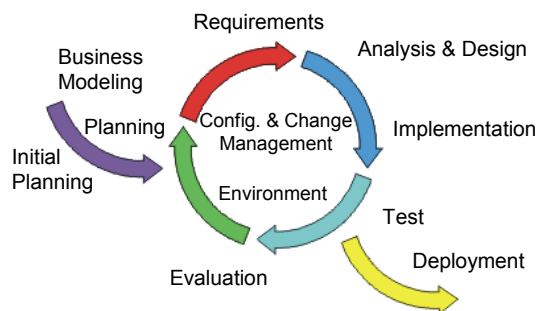 Requirements
Business
Modeling
Analysis & Design
Planning
Config. & Change
Management
Implementation
Initial
Planning
Environment
Test
Evaluation
Deployment